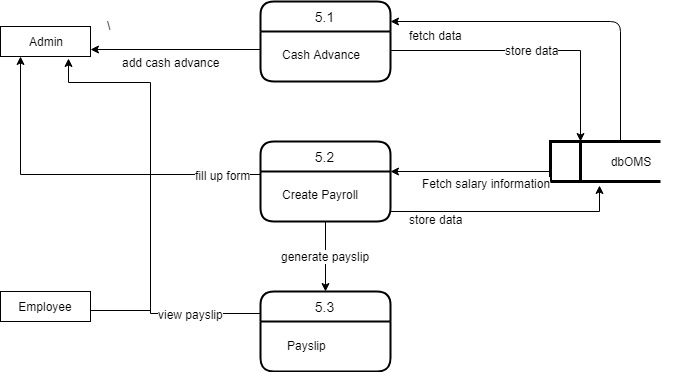 \
5.1
Admin
fetch data
Cash Advance
store data
add cash advance
5.2
dbOMS
fill up form
Fetch salary information
Create Payroll
store data
generate payslip
5.3
Employee
view payslip
Payslip